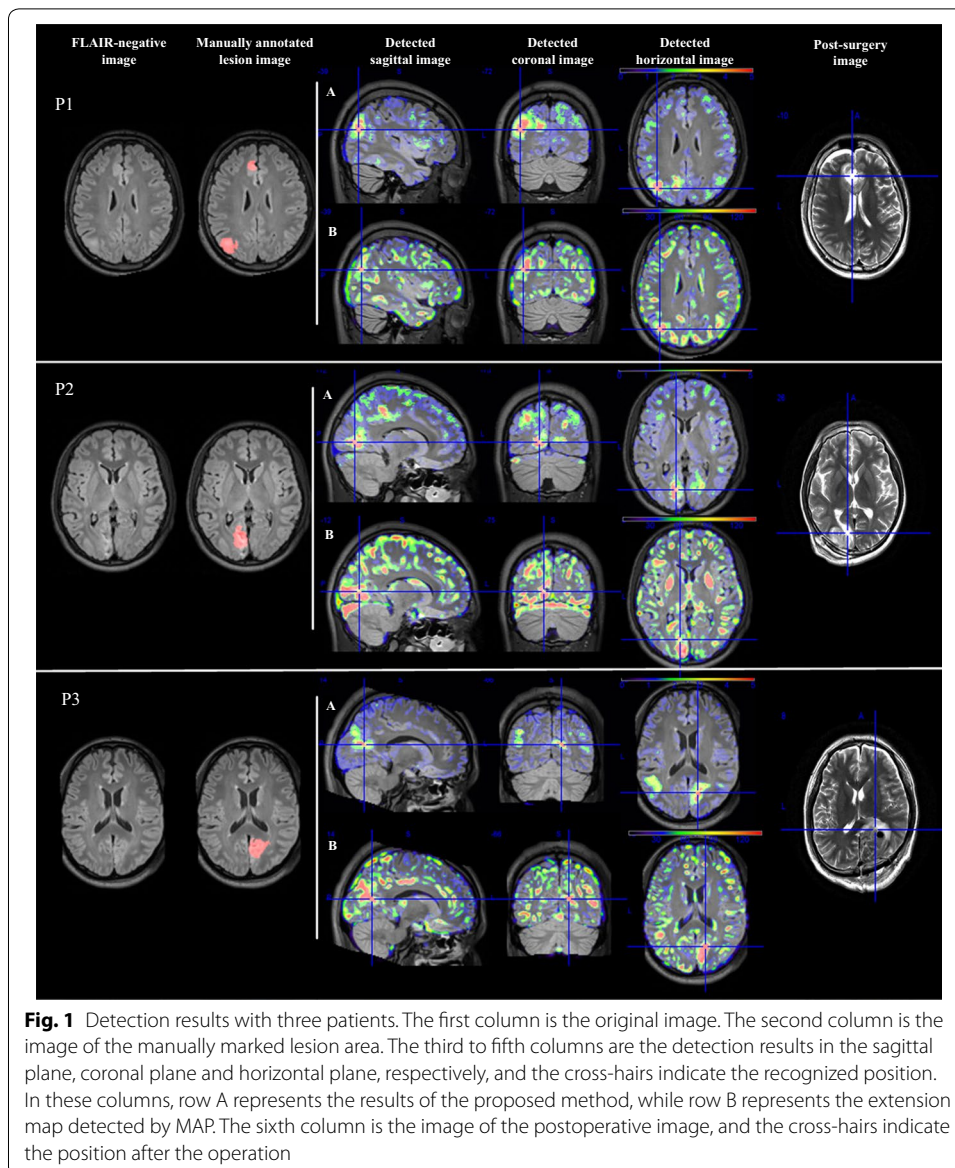 FLAIR-negative image
Manually annotated lesion image
Detected sagittal image
Detected coronal image
Detected horizontal image
Post-surgery image
P1
A
B
P2
A
B
P3
A
B
Fig. 1 Detection results with three patients. The first column is the original image. The second column is the
image of the manually marked lesion area. The third to fifth columns are the detection results in the sagittal
plane, coronal plane and horizontal plane, respectively, and the cross-hairs indicate the recognized position.
In these columns, row A represents the results of the proposed method, while row B represents the extension
map detected by MAP. The sixth column is the image of the postoperative image, and the cross-hairs indicate
the position after the operation